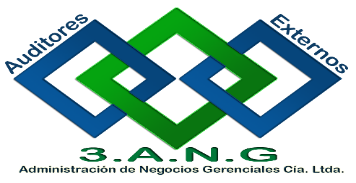 Auditores
Externos
3.A.N.G
Administración de Negocios Gerenciales Cía. Ltda.